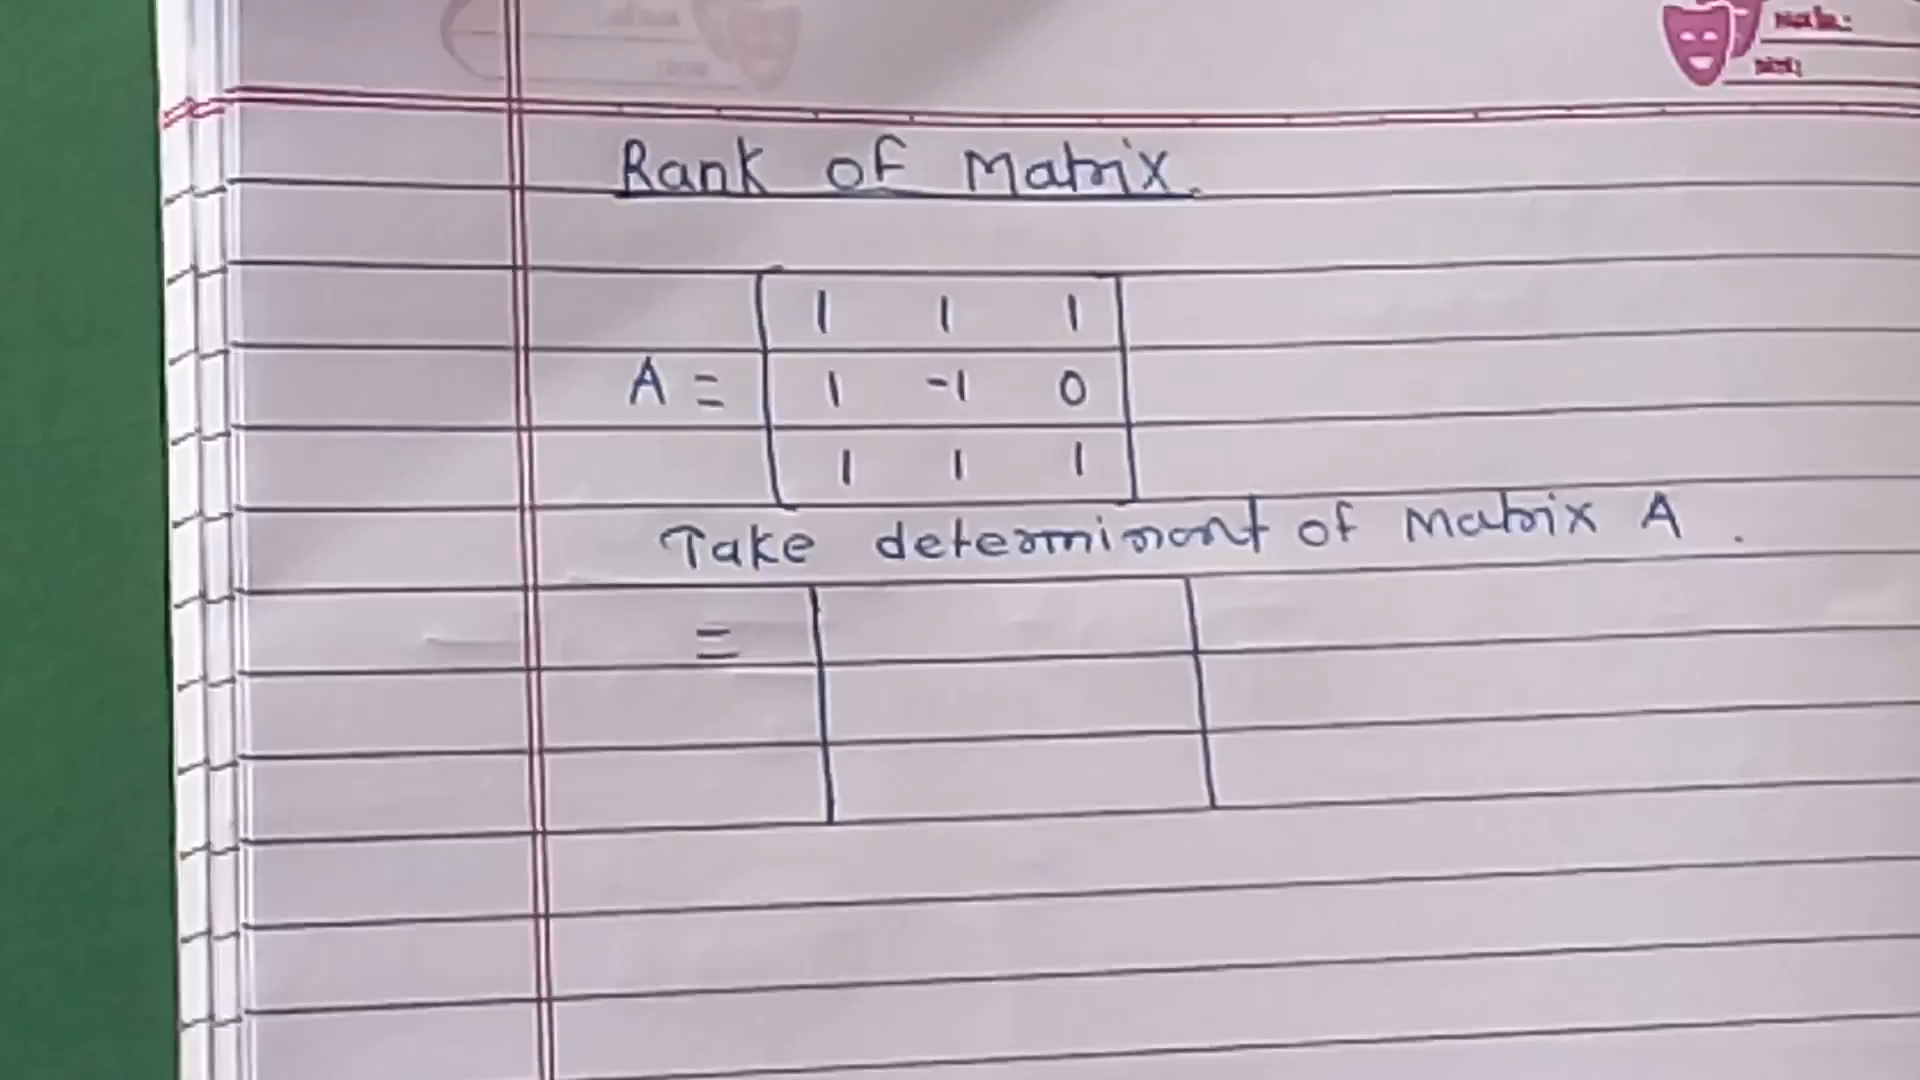 Rank of Matrix.
1 1 1
A = 1 -1 0
1 1 1
Take determinant of Matrix A .
=